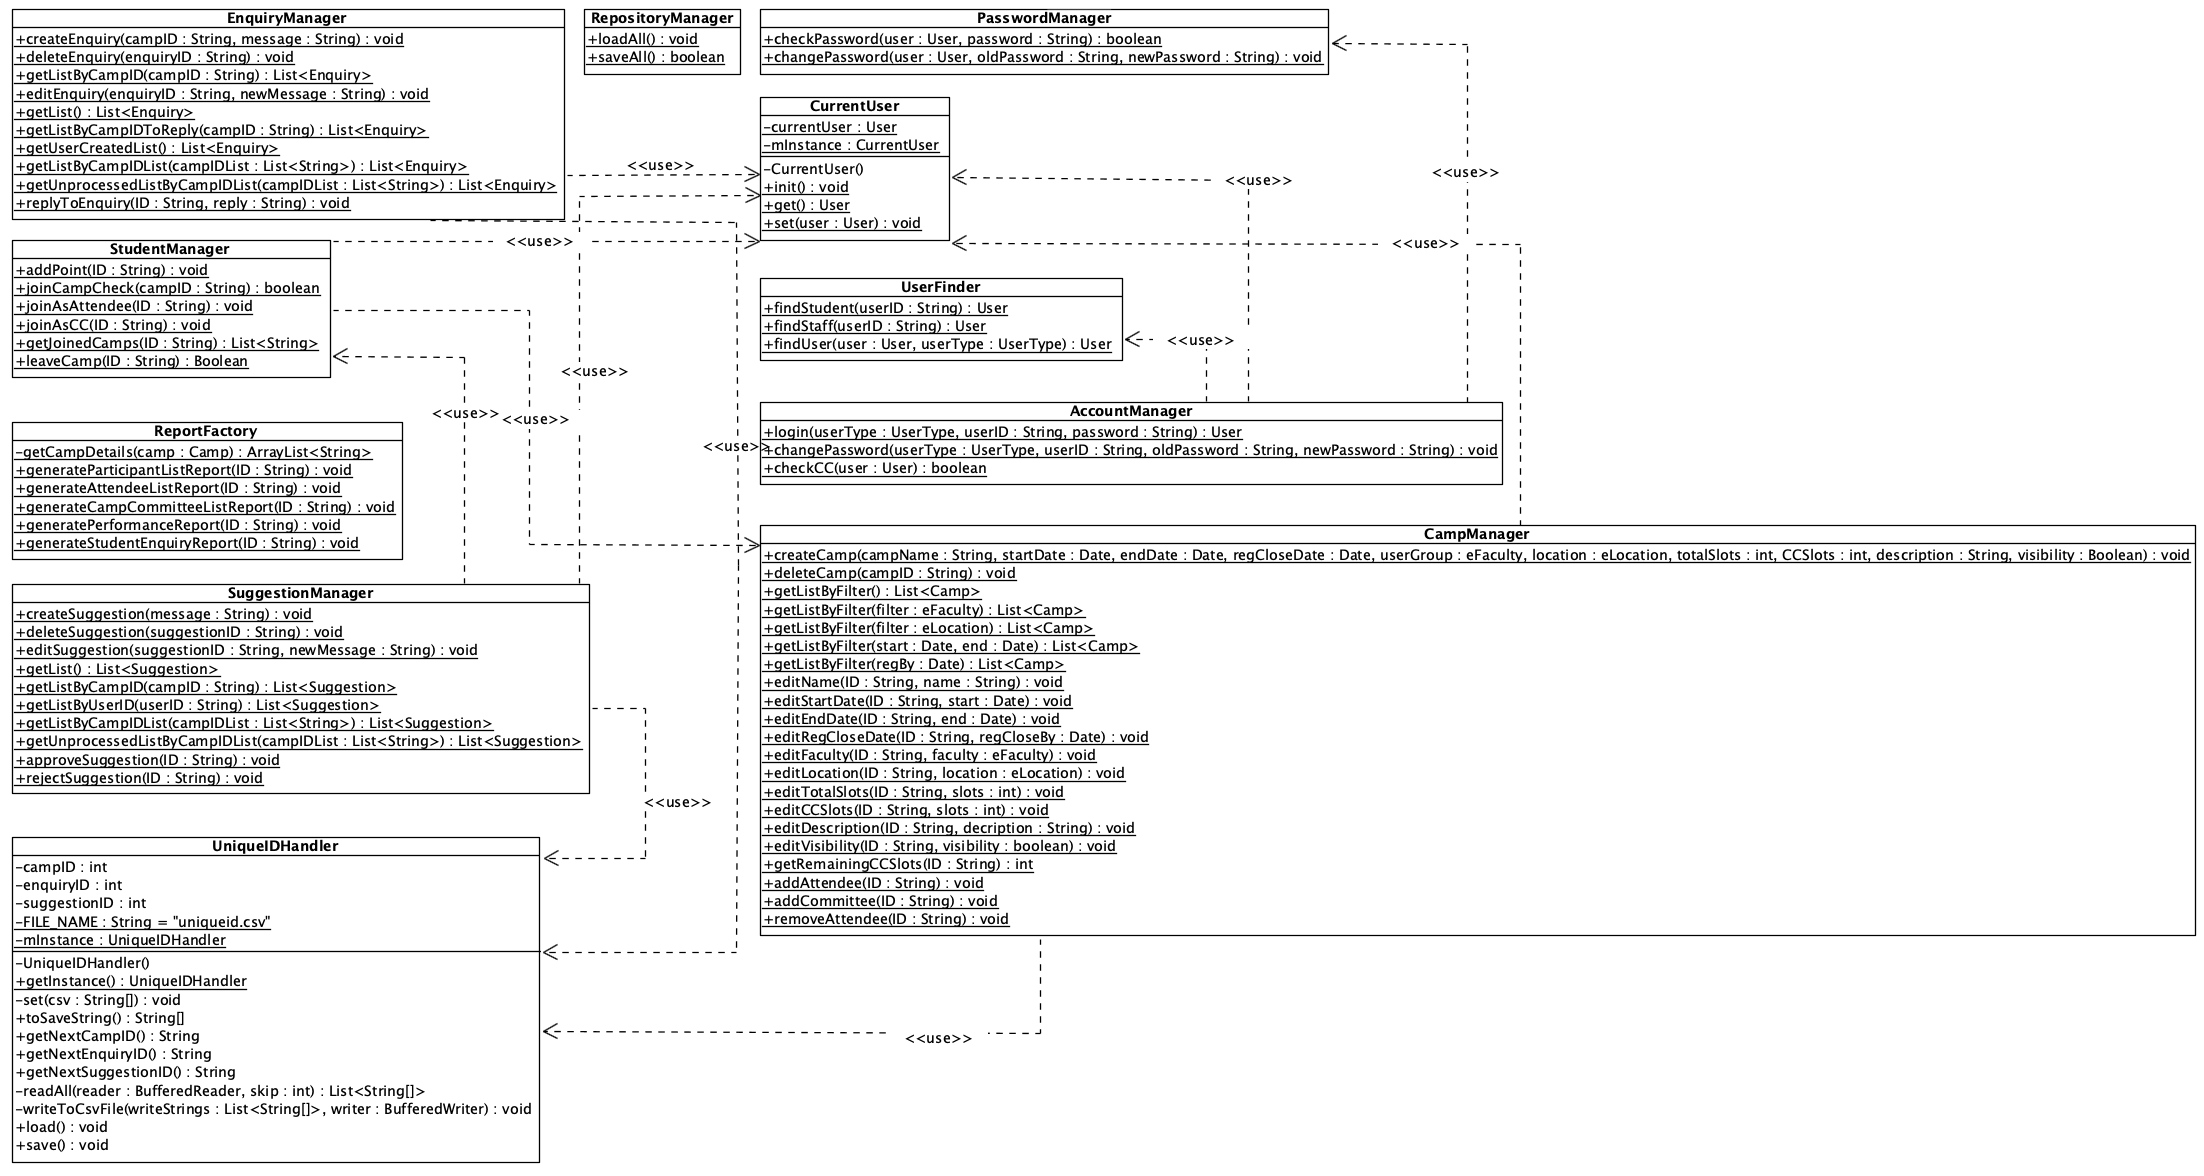 EnquiryManager
+createEnquiry(campID : String, message : String) : void
+deleteEnquiry(enquiryID : String) : void
+getListByCampID(campID : String) : List<Enquiry>
+editEnquiry(enquiryID : String, newMessage : String) : void
+getList() : List<Enquiry>
+getListByCampIDToReply(campID : String) : List<Enquiry>
+getUserCreatedList() : List<Enquiry>
+getListByCampIDList(campIDList : List<String>) : List<Enquiry>
+getUnprocessedListByCampIDList(campIDList : List<String>) : List<Enquiry>
+replyToEnquiry(ID : String, reply : String) : void
RepositoryManager
+loadAll() : void
+saveAll() : boolean
PasswordManager
+checkPassword(user : User, password : String) : boolean
+changePassword(user : User, oldPassword : String, newPassword : String) : void
CurrentUser
-currentUser : User
-mInstance : CurrentUser
-CurrentUser()
+init() : void
+get() : User
+set(user : User) : void
<<use>>
<<use>>
<<use>>
<<use>>
<<use>>
StudentManager
+addPoint(ID : String) : void
+joinCampCheck(campID : String) : boolean
+joinAsAttendee(ID : String) : void
+joinAsCC(ID : String) : void
+getJoinedCamps(ID : String) : List<String>
+leaveCamp(ID : String) : Boolean
UserFinder
+findStudent(userID : String) : User
+findStaff(userID : String) : User
+findUser(user : User, userType : UserType) : User
<<use>>
<<use>>
<<use>>
<<use>>
<<use>>
AccountManager
+login(userType : UserType, userID : String, password : String) : User
+changePassword(userType : UserType, userID : String, oldPassword : String, newPassword : String) : void
+checkCC(user : User) : boolean
ReportFactory
-getCampDetails(camp : Camp) : ArrayList<String>
+generateParticipantListReport(ID : String) : void
+generateAttendeeListReport(ID : String) : void
+generateCampCommitteeListReport(ID : String) : void
+generatePerformanceReport(ID : String) : void
+generateStudentEnquiryReport(ID : String) : void
CampManager
+createCamp(campName : String, startDate : Date, endDate : Date, regCloseDate : Date, userGroup : eFaculty, location : eLocation, totalSlots : int, CCSlots : int, description : String, visibility : Boolean) : void
+deleteCamp(campID : String) : void
+getListByFilter() : List<Camp>
+getListByFilter(filter : eFaculty) : List<Camp>
+getListByFilter(filter : eLocation) : List<Camp>
+getListByFilter(start : Date, end : Date) : List<Camp>
+getListByFilter(regBy : Date) : List<Camp>
+editName(ID : String, name : String) : void
+editStartDate(ID : String, start : Date) : void
+editEndDate(ID : String, end : Date) : void
+editRegCloseDate(ID : String, regCloseBy : Date) : void
+editFaculty(ID : String, faculty : eFaculty) : void
+editLocation(ID : String, location : eLocation) : void
+editTotalSlots(ID : String, slots : int) : void
+editCCSlots(ID : String, slots : int) : void
+editDescription(ID : String, decription : String) : void
+editVisibility(ID : String, visibility : boolean) : void
+getRemainingCCSlots(ID : String) : int
+addAttendee(ID : String) : void
+addCommittee(ID : String) : void
+removeAttendee(ID : String) : void
SuggestionManager
+createSuggestion(message : String) : void
+deleteSuggestion(suggestionID : String) : void
+editSuggestion(suggestionID : String, newMessage : String) : void
+getList() : List<Suggestion>
+getListByCampID(campID : String) : List<Suggestion>
+getListByUserID(userID : String) : List<Suggestion>
+getListByCampIDList(campIDList : List<String>) : List<Suggestion>
+getUnprocessedListByCampIDList(campIDList : List<String>) : List<Suggestion>
+approveSuggestion(ID : String) : void
+rejectSuggestion(ID : String) : void
<<use>>
UniqueIDHandler
-campID : int
-enquiryID : int
-suggestionID : int
-FILE_NAME : String = "uniqueid.csv"
-mInstance : UniqueIDHandler
-UniqueIDHandler()
+getInstance() : UniqueIDHandler
-set(csv : String[]) : void
+toSaveString() : String[]
+getNextCampID() : String
+getNextEnquiryID() : String
+getNextSuggestionID() : String
-readAll(reader : BufferedReader, skip : int) : List<String[]>
-writeToCsvFile(writeStrings : List<String[]>, writer : BufferedWriter) : void
+load() : void
+save() : void
<<use>>